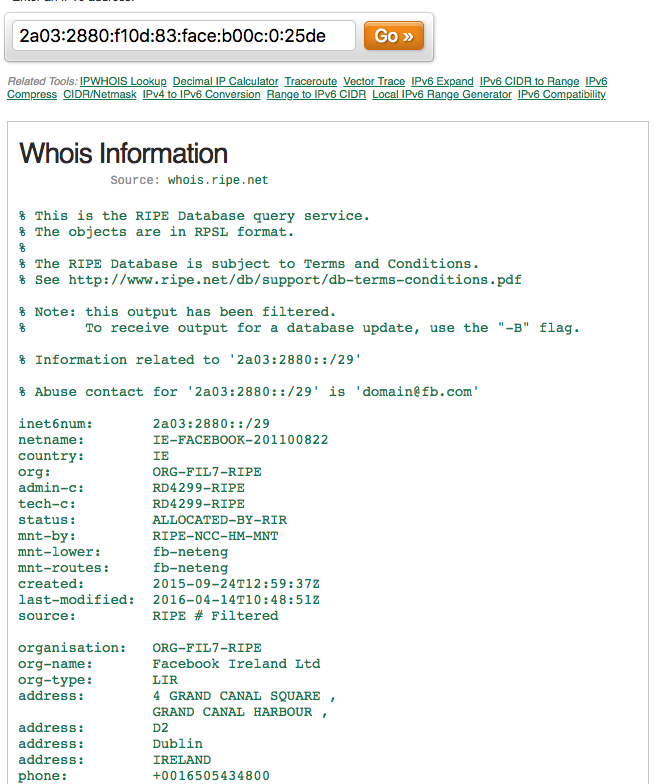 Enter an IPv6 address:
2a03:2880:f10d:83:face:b00c:0:25de Go »
Related Tools: IPWHOIS Lookup Decimal IP Calculator Traceroute Vector Trace IPv6 Expand IPv6 CIDR to Range IPv6
Compress CIDR/Netmask IPv4 to IPv6 Conversion Range to IPv6 CIDR Local IPv6 Range Generator IPv6 Compatibility
Whois Information
Source: whois.ripe.net
% This is the RIPE Database query service.
% The objects are in RPSL format.
%
% The RIPE Database is subject to Terms and Conditions.
% See http://www.ripe.net/db/support/db-terms-conditions.pdf
% Note: this output has been filtered.
% To receive output for a database update, use the "-B" flag.
% Information related to '2a03:2880::/29'
% Abuse contact for '2a03:2880::/29' is 'domain@fb.com'
inet6num: 2a03:2880::/29
netname: IE-FACEBOOK-201100822
country: IE
org: ORG-FIL7-RIPE
admin-c: RD4299-RIPE
tech-c: RD4299-RIPE
status: ALLOCATED-BY-RIR
mnt-by: RIPE-NCC-HM-MNT
mnt-lower: fb-neteng
mnt-routes: fb-neteng
created: 2015-09-24T12:59:37Z
last-modified: 2016-04-14T10:48:51Z
source: RIPE # Filtered
organisation: ORG-FIL7-RIPE
org-name: Facebook Ireland Ltd
org-type: LIR
address: 4 GRAND CANAL SQUARE ,
GRAND CANAL HARBOUR ,
address: D2
address: Dublin
address: IRELAND
phone: +0016505434800